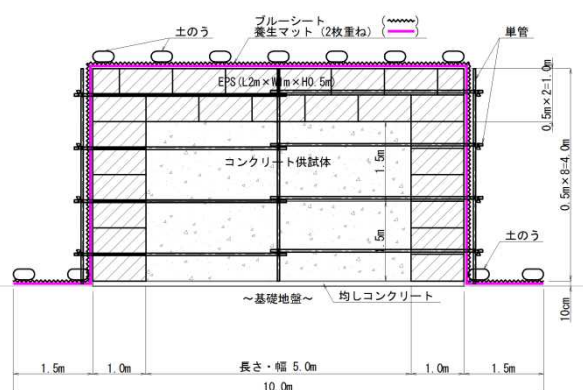 ブルーシート
養生マット（2枚重ね）
土のう
単管
EPS(L2m×W1m×H0.5m)
0.5m×2=1.0m
コンクリート供試体
1.5m
0.5m×8=4.0m
1.5m
土のう
～基礎地盤～
均しコンクリート
10cm
1.5m
1.0m
長さ・幅 5.0m
1.0m
1.5m
10.0m